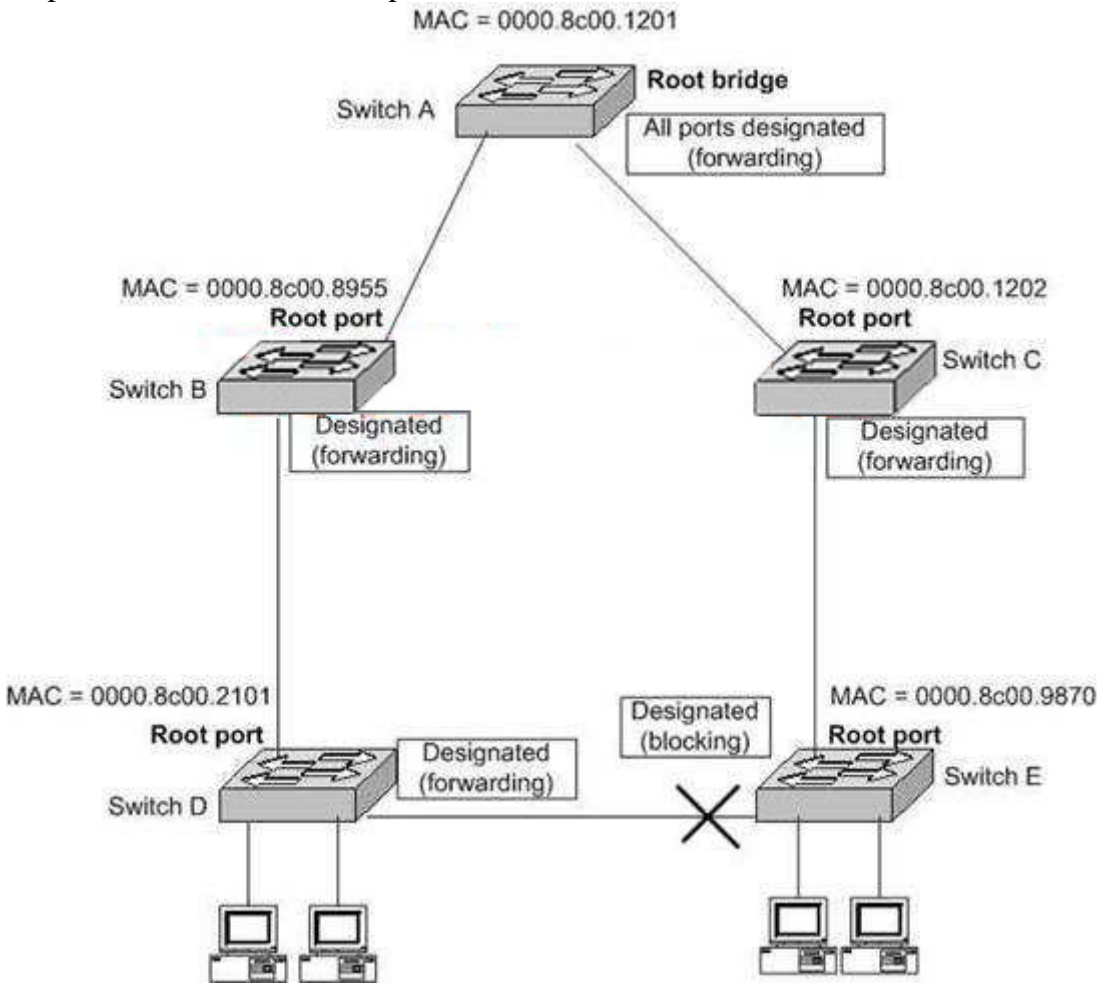 MAC = 0000.8c00.1201
Root bridge
Switch A
All ports designated
(forwarding)
MAC = 0000.8c00.8955
Root port
Switch B
Designated
(forwarding)
MAC = 0000.8c00.1202
Root port
Switch C
Designated
(forwarding)
MAC = 0000.8c00.2101
Root port
Switch D
Designated
(forwarding)
Designated
(blocking)
MAC = 0000.8c00.9870
Root port
Switch E